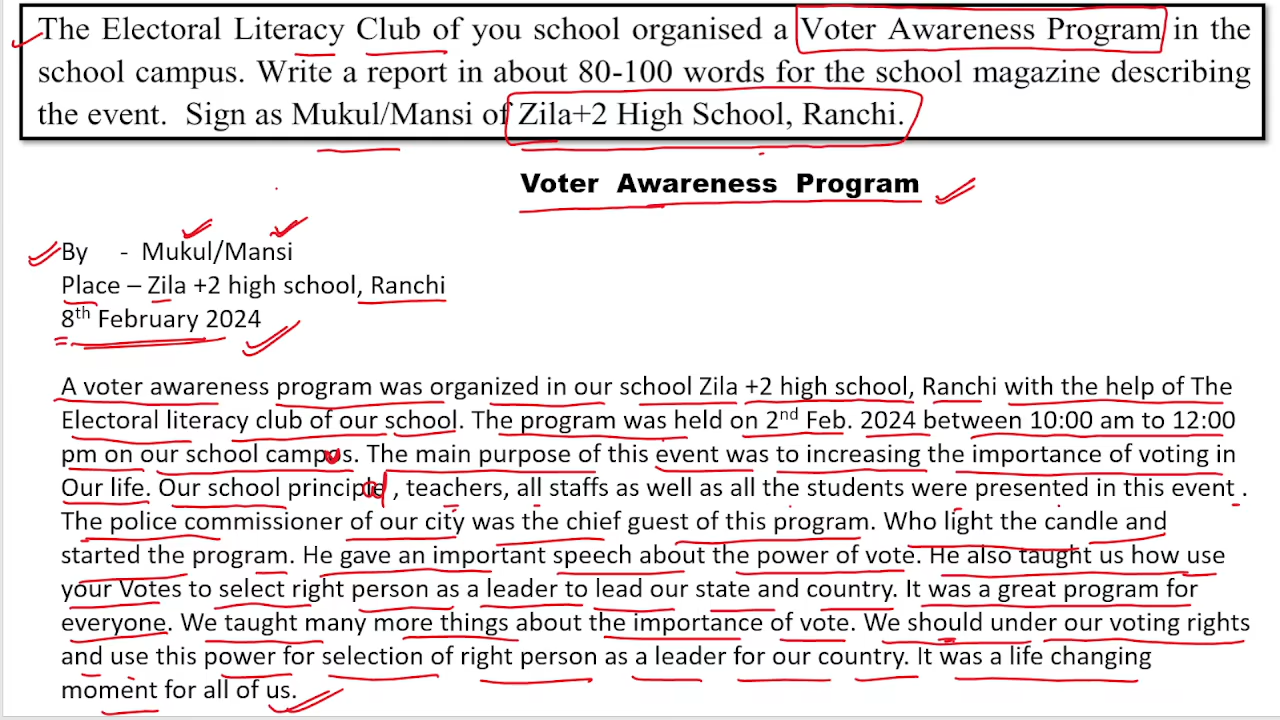 The Electoral Literacy Club of you school organised a Voter Awareness Program in the
school campus. Write a report in about 80-100 words for the school magazine describing
the event. Sign as Mukul/Mansi of Zila+2 High School, Ranchi.
Voter Awareness Program
By - Mukul/Mansi
Place – Zila +2 high school, Ranchi
8th February 2024
A voter awareness program was organized in our school Zila +2 high school, Ranchi with the help of The
Electoral literacy club of our school. The program was held on 2nd Feb. 2024 between 10:00 am to 12:00
pm on our school campus. The main purpose of this event was to increasing the importance of voting in
Our life. Our school principal , teachers, all staffs as well as all the students were presented in this event .
The police commissioner of our city was the chief guest of this program. Who light the candle and
started the program. He gave an important speech about the power of vote. He also taught us how use
your Votes to select right person as a leader to lead our state and country. It was a great program for
everyone. We taught many more things about the importance of vote. We should under our voting rights
and use this power for selection of right person as a leader for our country. It was a life changing
moment for all of us.